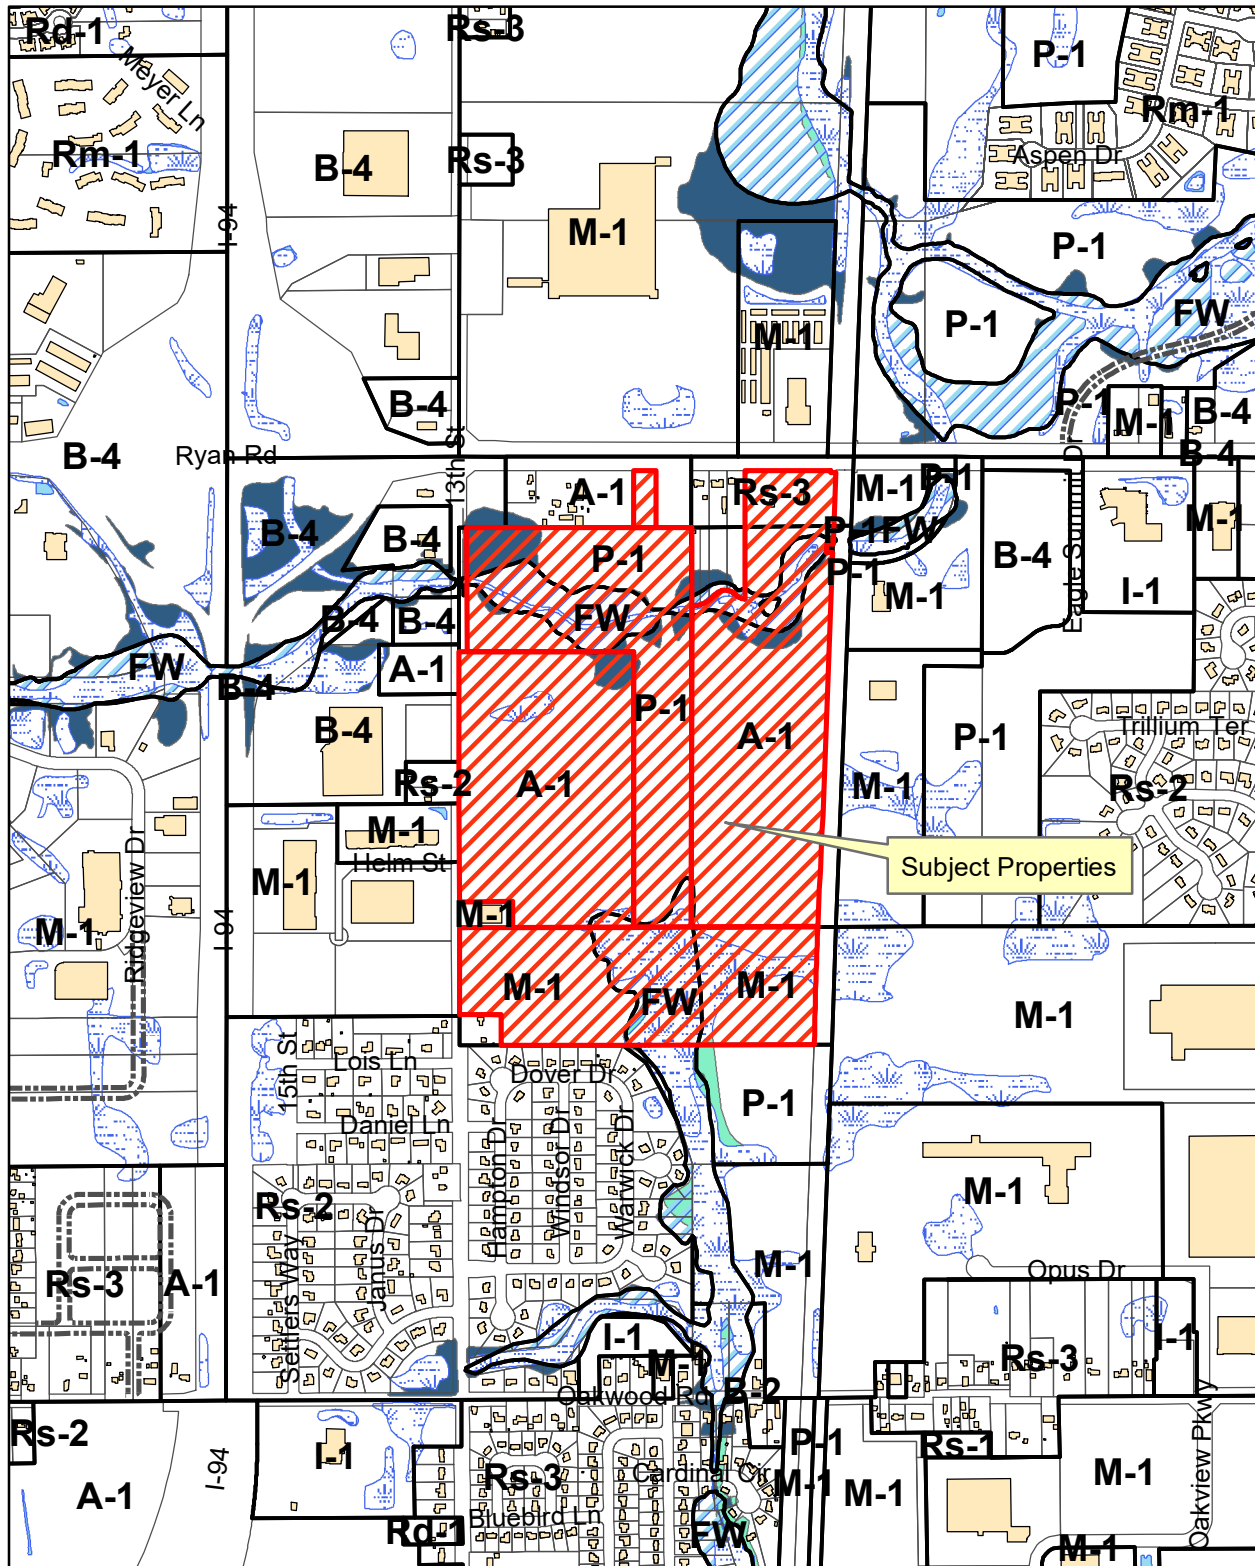 Rd-1
Rs-3
P-1
Meyer Ln
Rm-1
Rm-1
B-4
Rs-3
Aspen Dr
I-94
M-1
P-1
P-1
FW
M-1
B-4
P-1
M-1
B-4
B-4
Ryan Rd
13th St
B-4
A-1
Rs-3
M-1
P-1
Eagle Summit Dr
M-1
B-4
B-4
P-1
P-1
FW
B-4
P-1
M-1
I-1
FW
B-4
B-4
FW
A-1
B-4
P-1
B-4
A-1
P-1
Trillium Ter
Rs-2
A-1
M-1
Rs-2
M-1
Helm St
Subject Properties
M-1
Ridgeview Dr
I-94
M-1
M-1
M-1
FW
M-1
M-1
15th St
Lois Ln
Dover Dr
P-1
Daniel Ln
Hampton Dr
Windsor Dr
Warwick Dr
M-1
Rs-2
Settlers Way
Janus Dr
M-1
Opus Dr
Rs-3
A-1
I-1
M-1
Rs-3
I-1
B-2
Oakwood Rd
Oakview Pkwy
Rs-2
I-94
I-1
P-1
Rs-1
Rs-3
Cardinal Cir
M-1
M-1
M-1
A-1
Bluebird Ln
Rd-1
FW
M-1